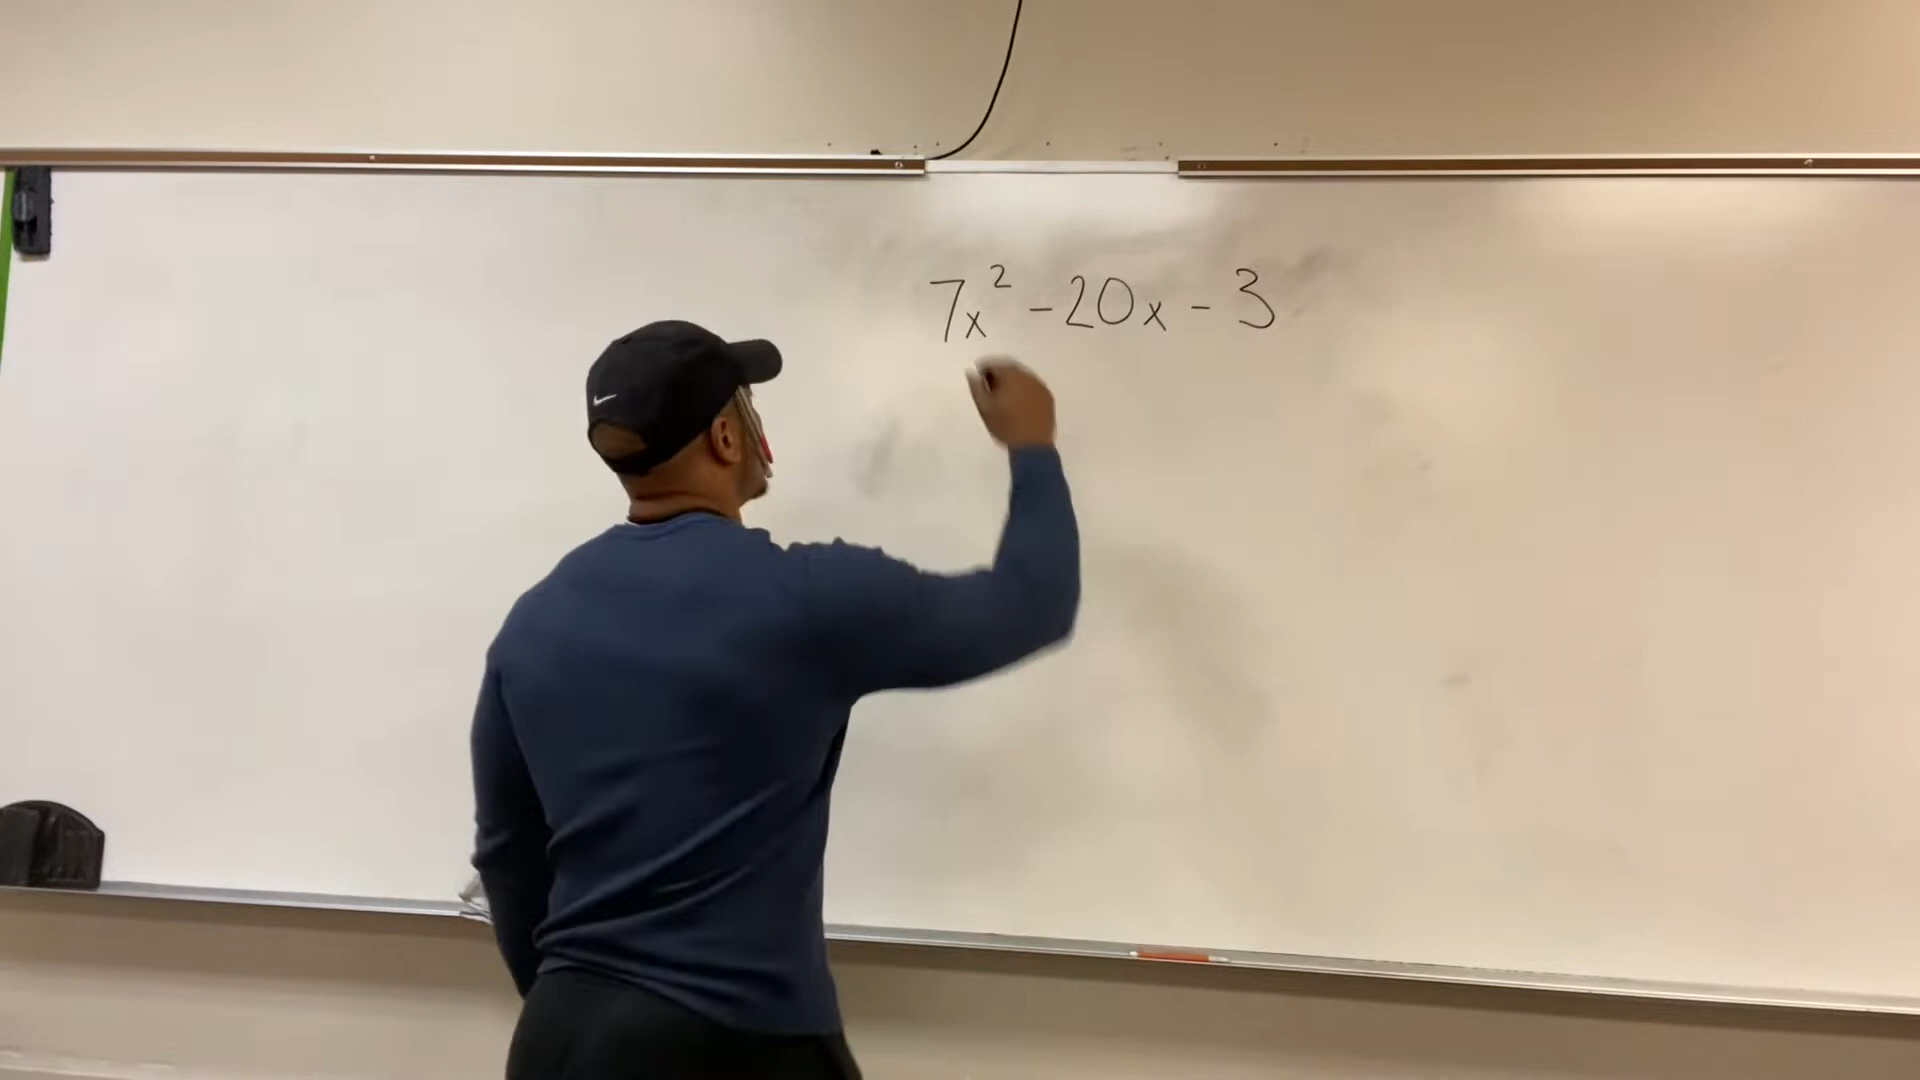 7x² - 20x - 3